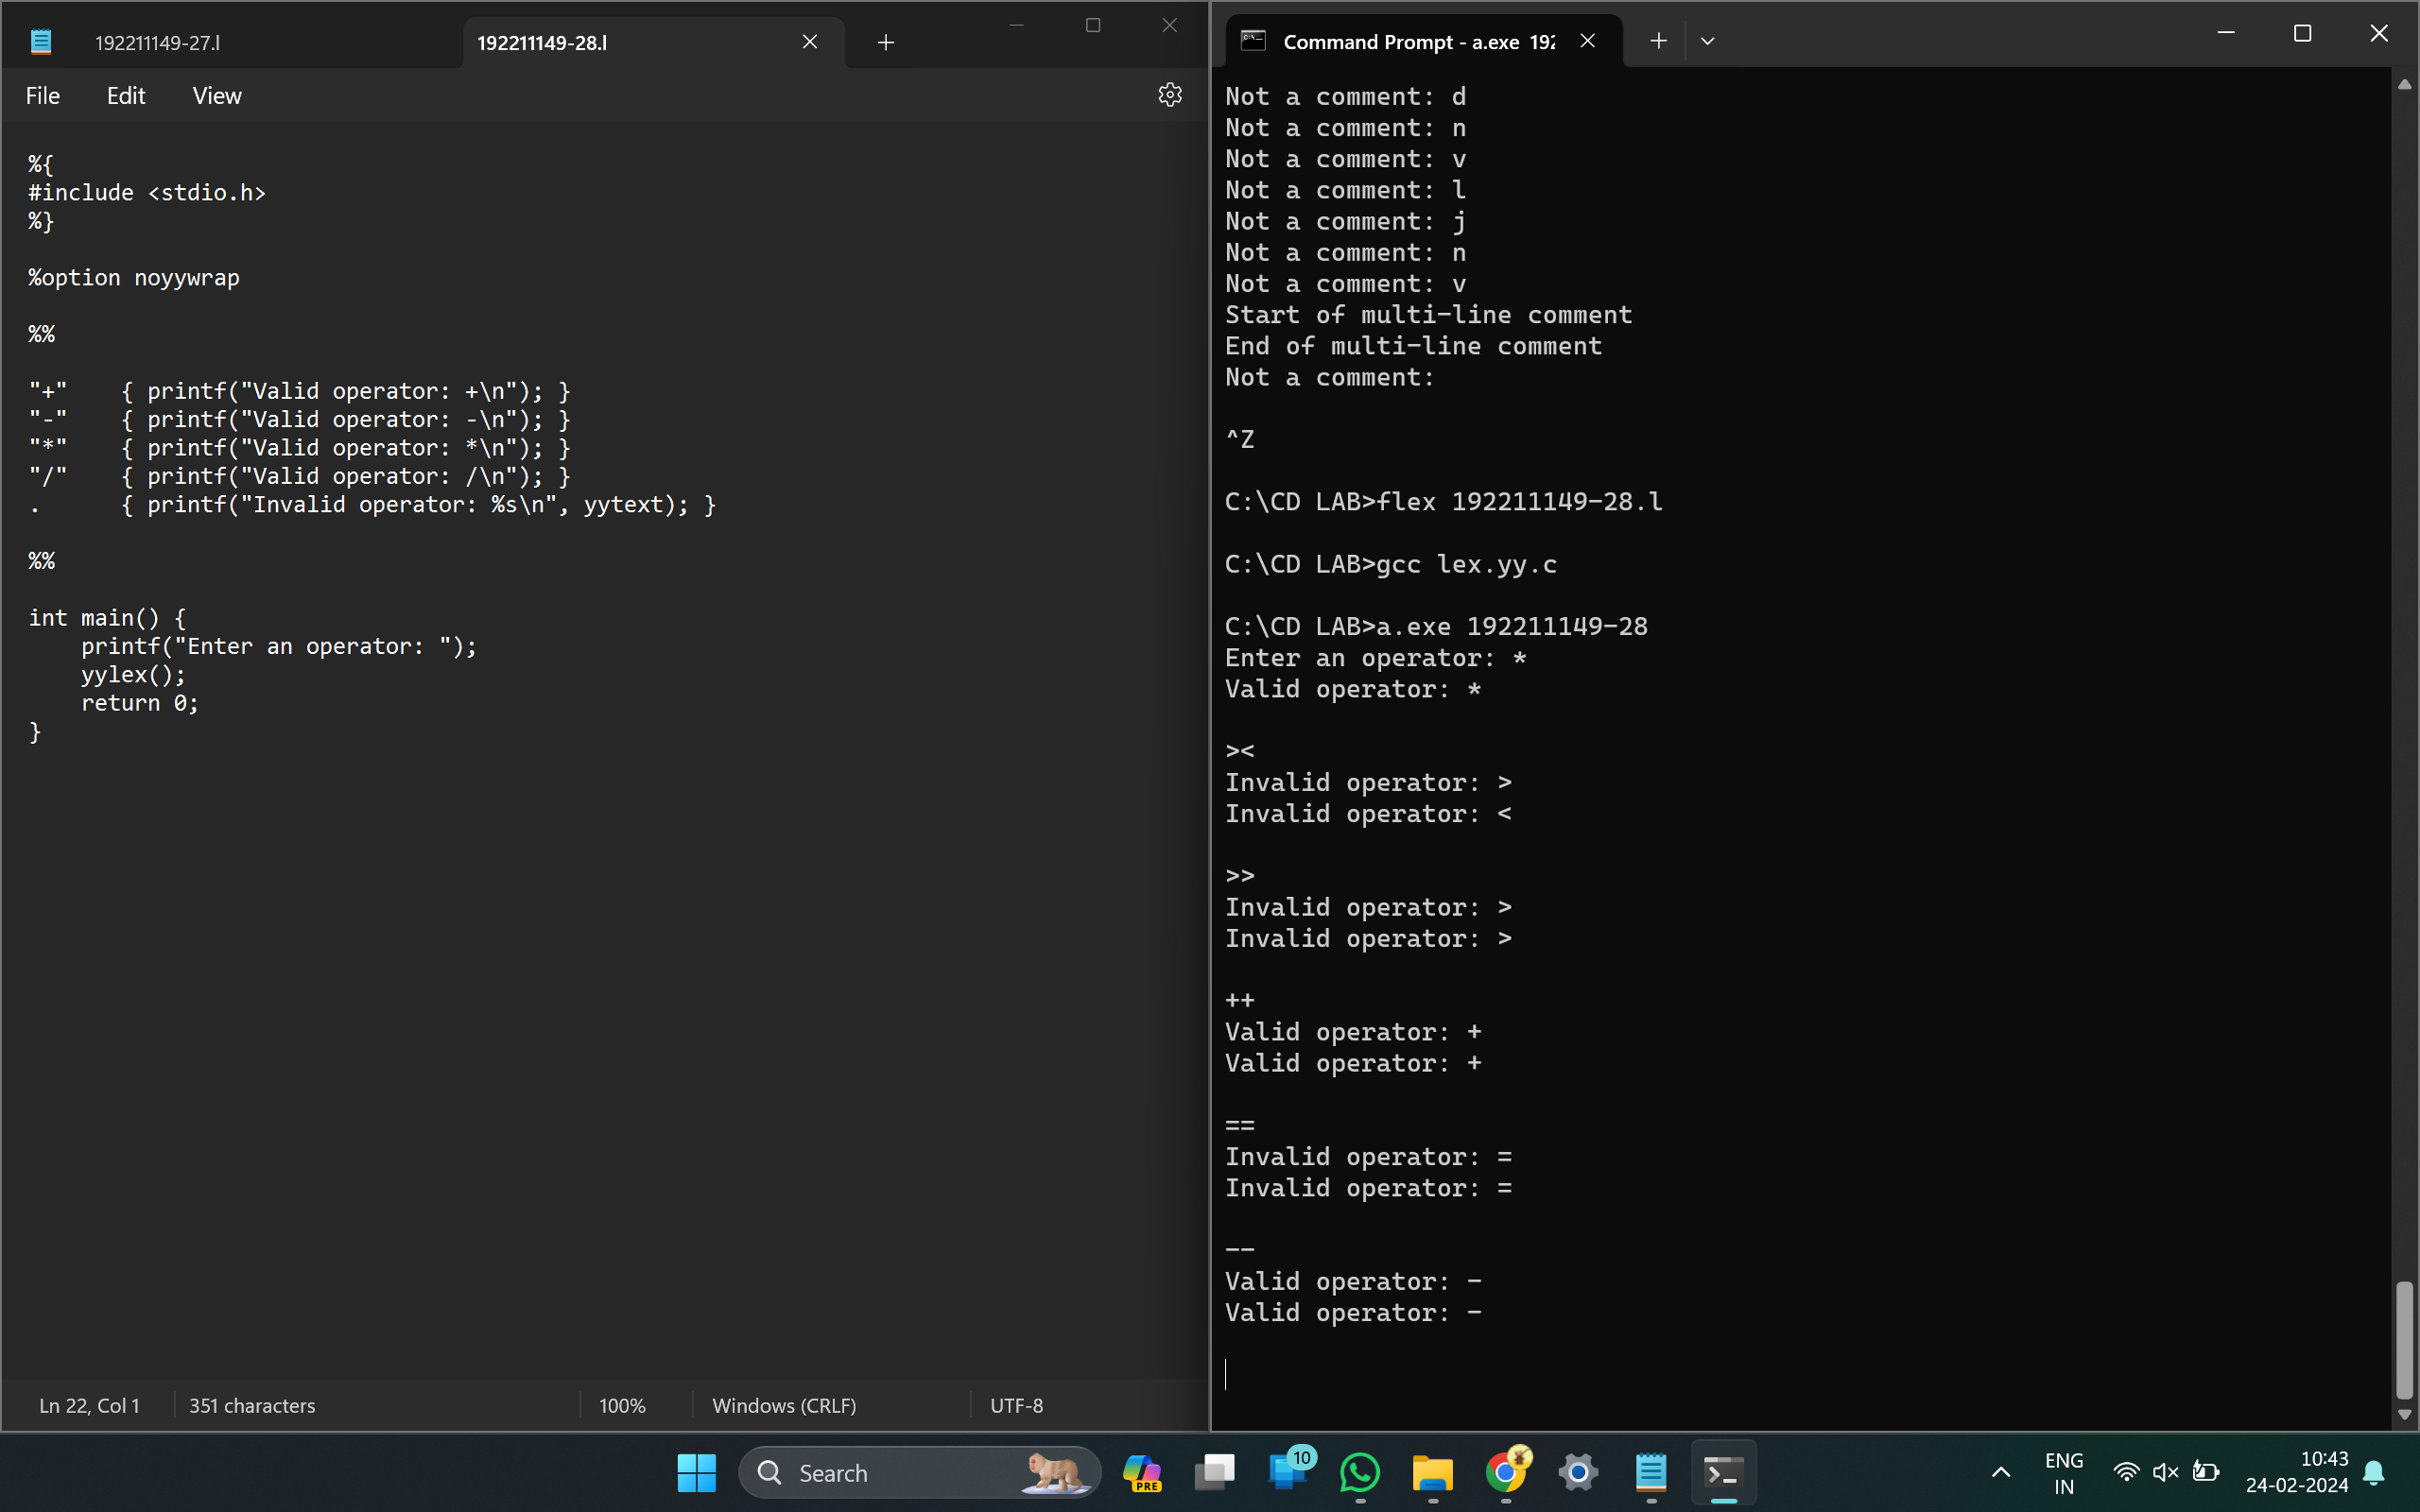 192211149-27.l
192211149-28.l
File Edit View
%{
#include <stdio.h>
%}
%option noyywrap
%%
"+"    { printf("Valid operator: +\n"); }
"-"    { printf("Valid operator: -\n"); }
"*"    { printf("Valid operator: *\n"); }
"/"    { printf("Valid operator: /\n"); }
.      { printf("Invalid operator: %s\n", yytext); }
%%
int main() {
    printf("Enter an operator: ");
    yylex();
    return 0;
}
Ln 22, Col 1 351 characters 100% Windows (CRLF) UTF-8
Command Prompt - a.exe 192
Not a comment: d
Not a comment: n
Not a comment: v
Not a comment: l
Not a comment: j
Not a comment: n
Not a comment: v
Start of multi-line comment
End of multi-line comment
Not a comment:
^Z
C:\CD LAB>flex 192211149-28.l
C:\CD LAB>gcc lex.yy.c
C:\CD LAB>a.exe 192211149-28
Enter an operator: *
Valid operator: *
><
Invalid operator: >
Invalid operator: <
>>
Invalid operator: >
Invalid operator: >
++
Valid operator: +
Valid operator: +
==
Invalid operator: =
Invalid operator: =
--
Valid operator: -
Valid operator: -
Search
PRE
10
ENG
IN
10:43
24-02-2024